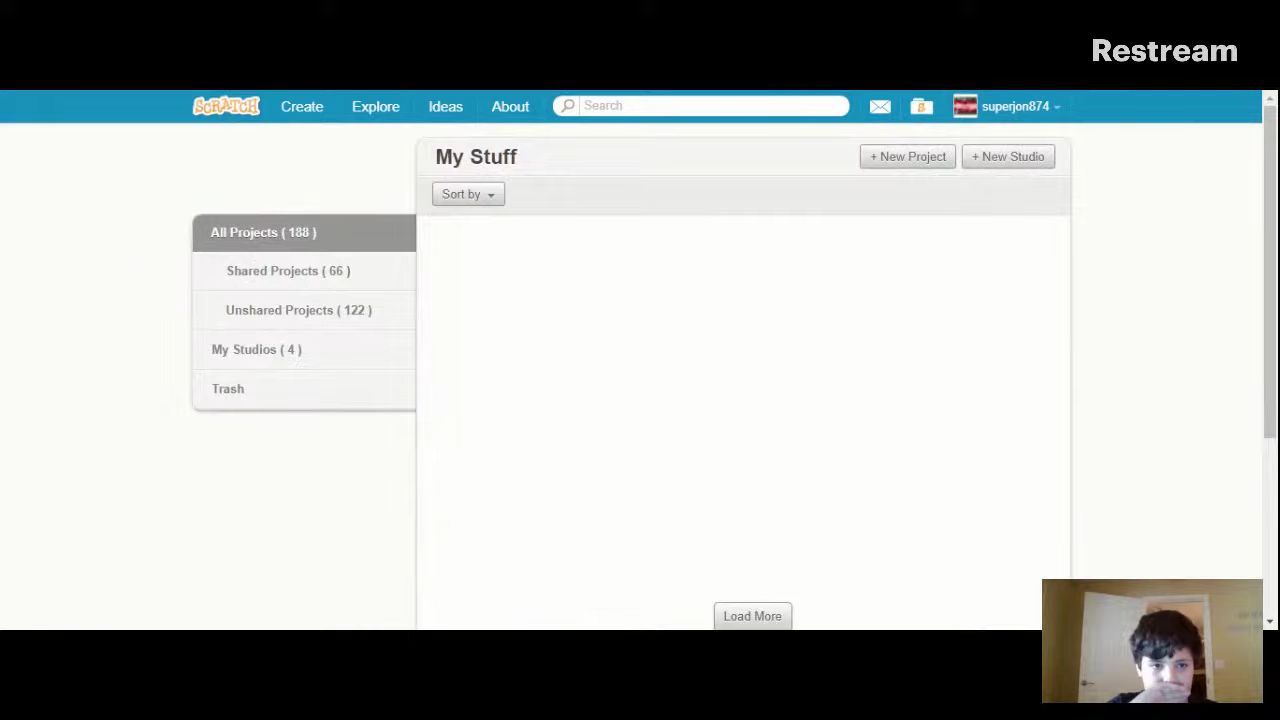 Restream
SCRATCH Create Explore Ideas About Search superjon874
My Stuff + New Project + New Studio
Sort by
All Projects ( 188 )
Shared Projects ( 66 )
Unshared Projects ( 122 )
My Studios ( 4 )
Trash
Load More